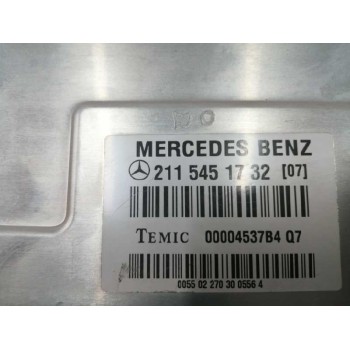 MERCEDES BENZ
211 545 17 32 [07]
TEMIC 00004537B4 Q7
0055 02 270 30 0556 4